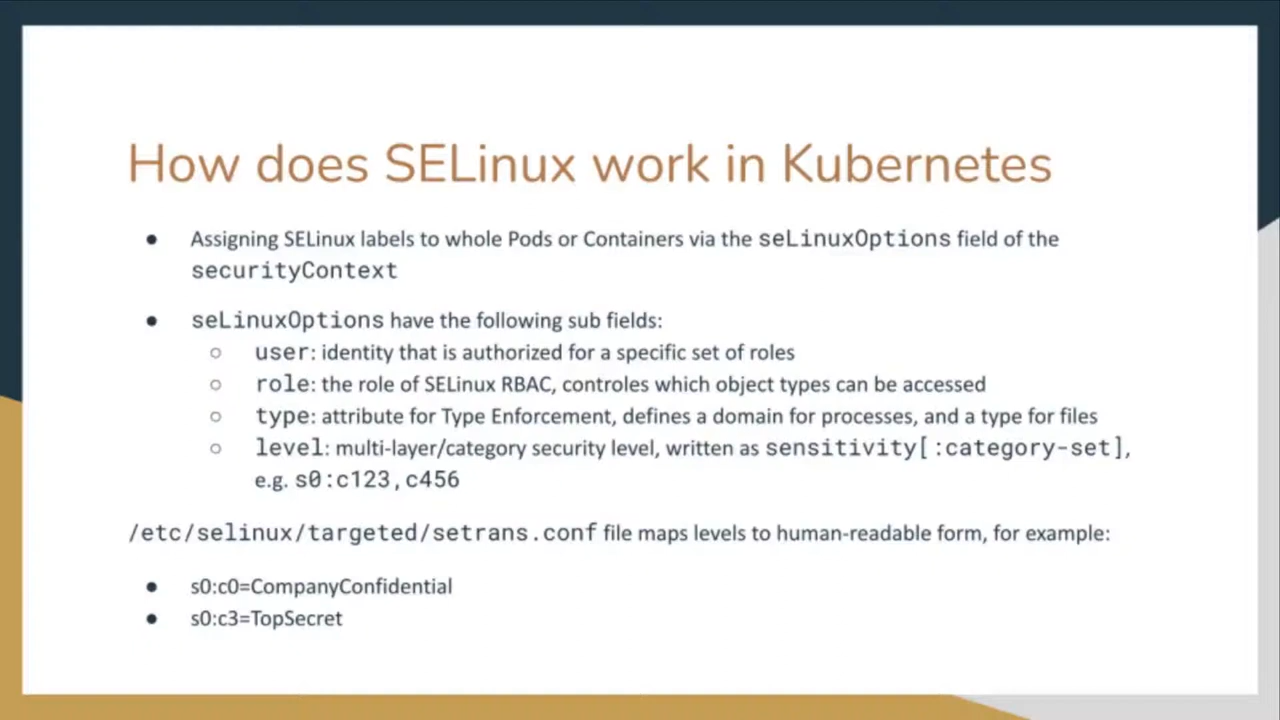 How does SELinux work in Kubernetes
● Assigning SELinux labels to whole Pods or Containers via the seLinuxOptions field of the
securityContext
● seLinuxOptions have the following sub fields:
○ user: identity that is authorized for a specific set of roles
○ role: the role of SELinux RBAC, controles which object types can be accessed
○ type: attribute for Type Enforcement, defines a domain for processes, and a type for files
○ level: multi-layer/category security level, written as sensitivity[:category-set],
e.g. s0:c123,c456
/etc/selinux/targeted/setrans.conf file maps levels to human-readable form, for example:
● s0:c0=CompanyConfidential
● s0:c3=TopSecret